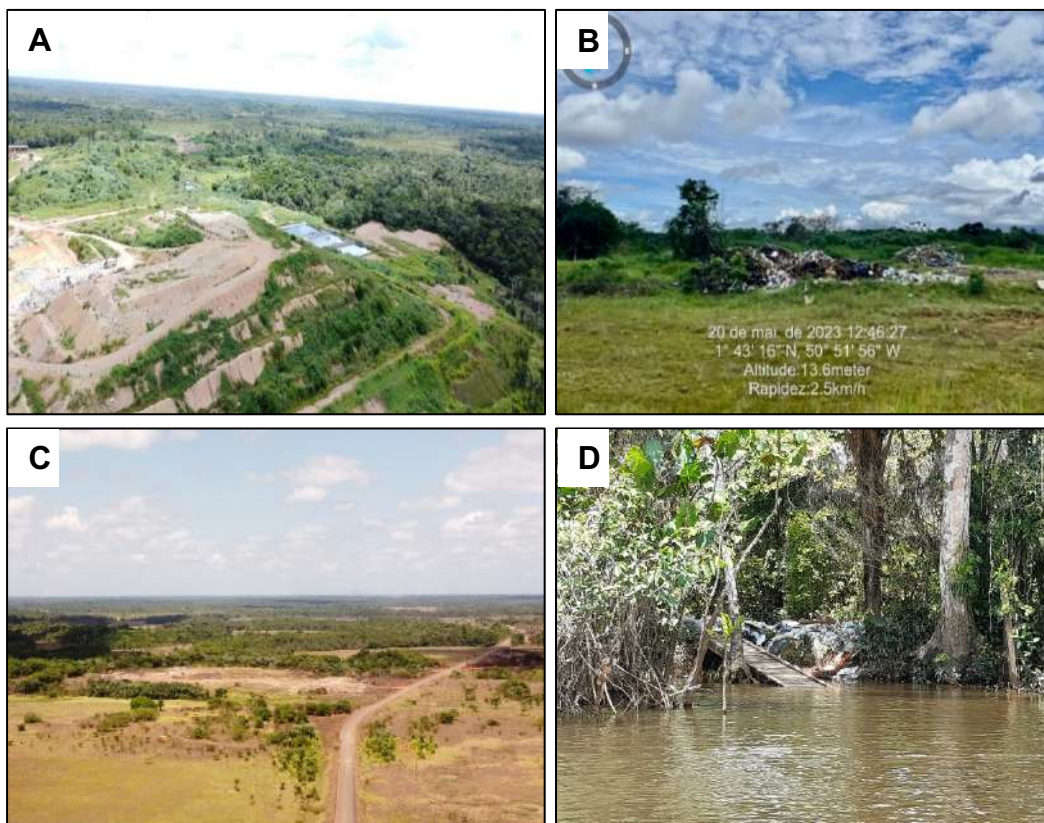 A
B
20 de mai. de 2023 12:46:27
1° 43' 16" N, 50° 51' 56" W
Altitude:13.6meter
Rapidez:2.5km/h
C
D